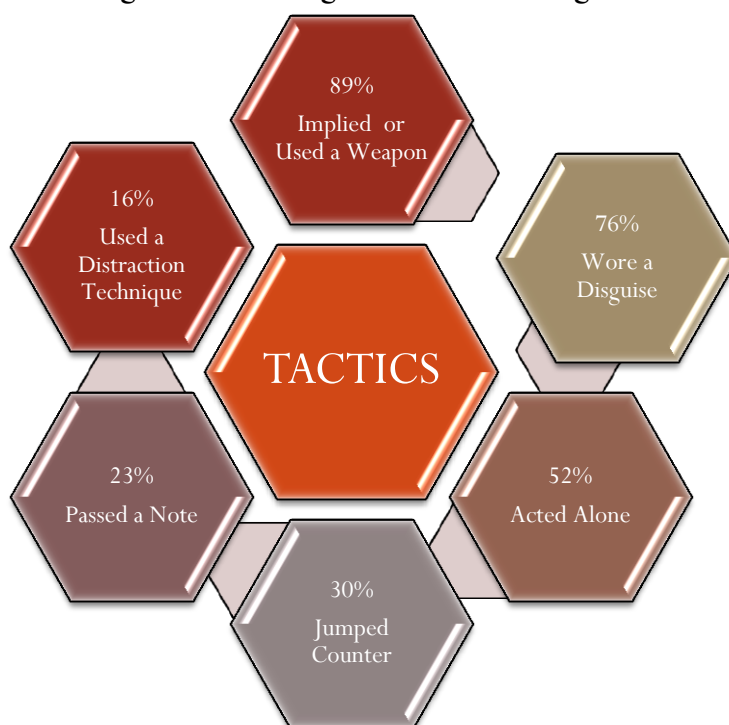 89%
Implied or
Used a Weapon
76%
Wore a
Disguise
52%
Acted Alone
30%
Jumped
Counter
23%
Passed a Note
16%
Used a
Distraction
Technique
TACTICS